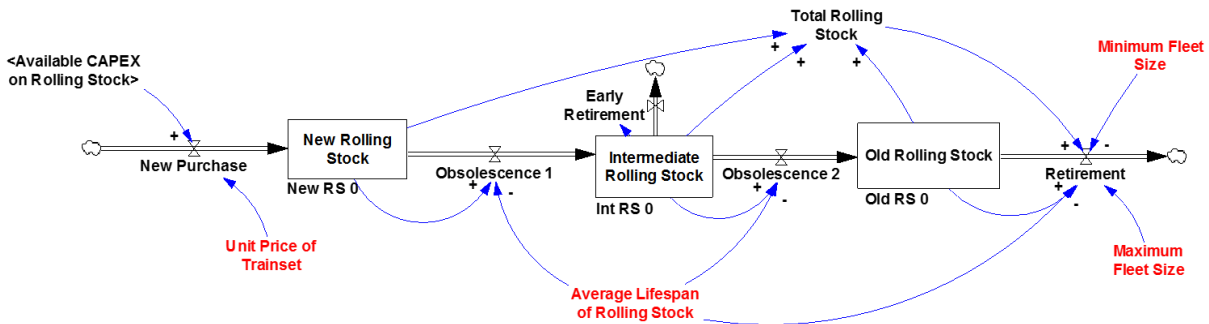 Total Rolling
Stock
+
+
+
Minimum Fleet
Size
<Available CAPEX
on Rolling Stock>
Early
Retirement
+
New Purchase
New Rolling
Stock
New RS 0
Obsolescence 1
+
-
Intermediate
Rolling Stock
Int RS 0
Obsolescence 2
+
-
Old Rolling Stock
Old RS 0
+
-
Retirement
+
-
Unit Price of
Trainset
Average Lifespan
of Rolling Stock
Maximum
Fleet Size